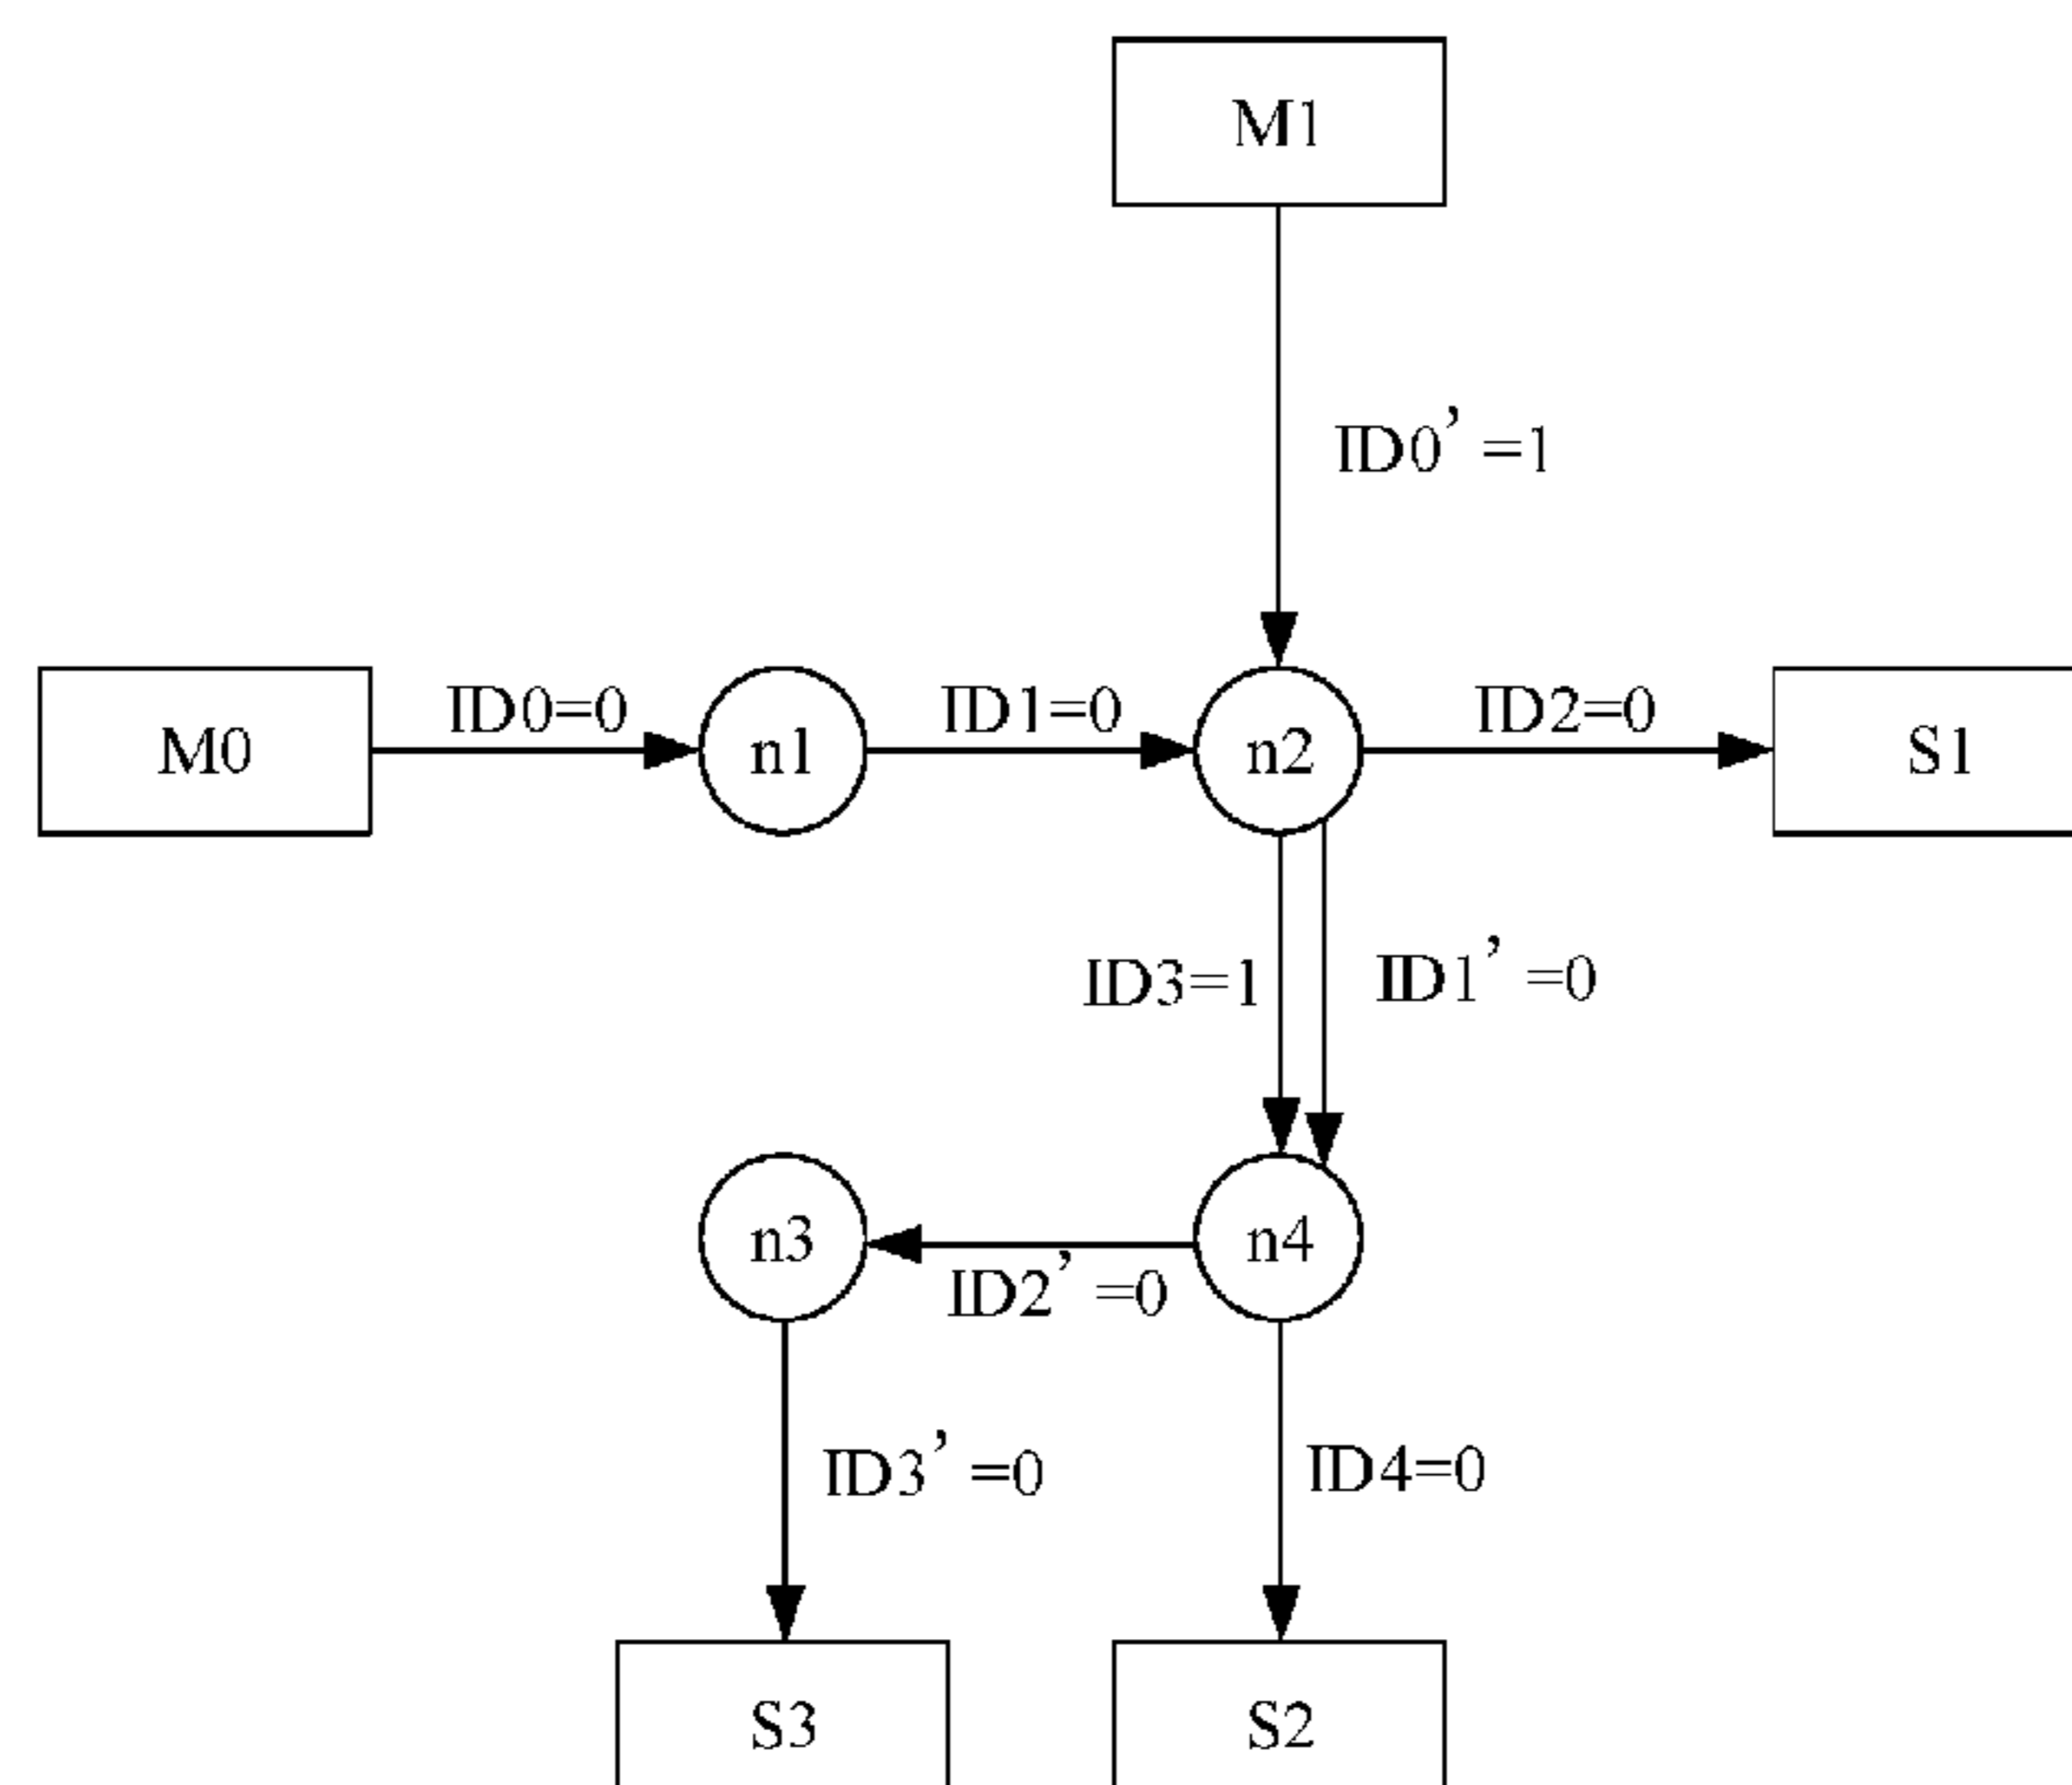 M1
ID0’ =1
M0
ID0=0
n1
ID1=0
n2
ID2=0
S1
ID3=1
ID1’ =0
n3
ID2’ =0
n4
ID3’ =0
ID4=0
S3
S2